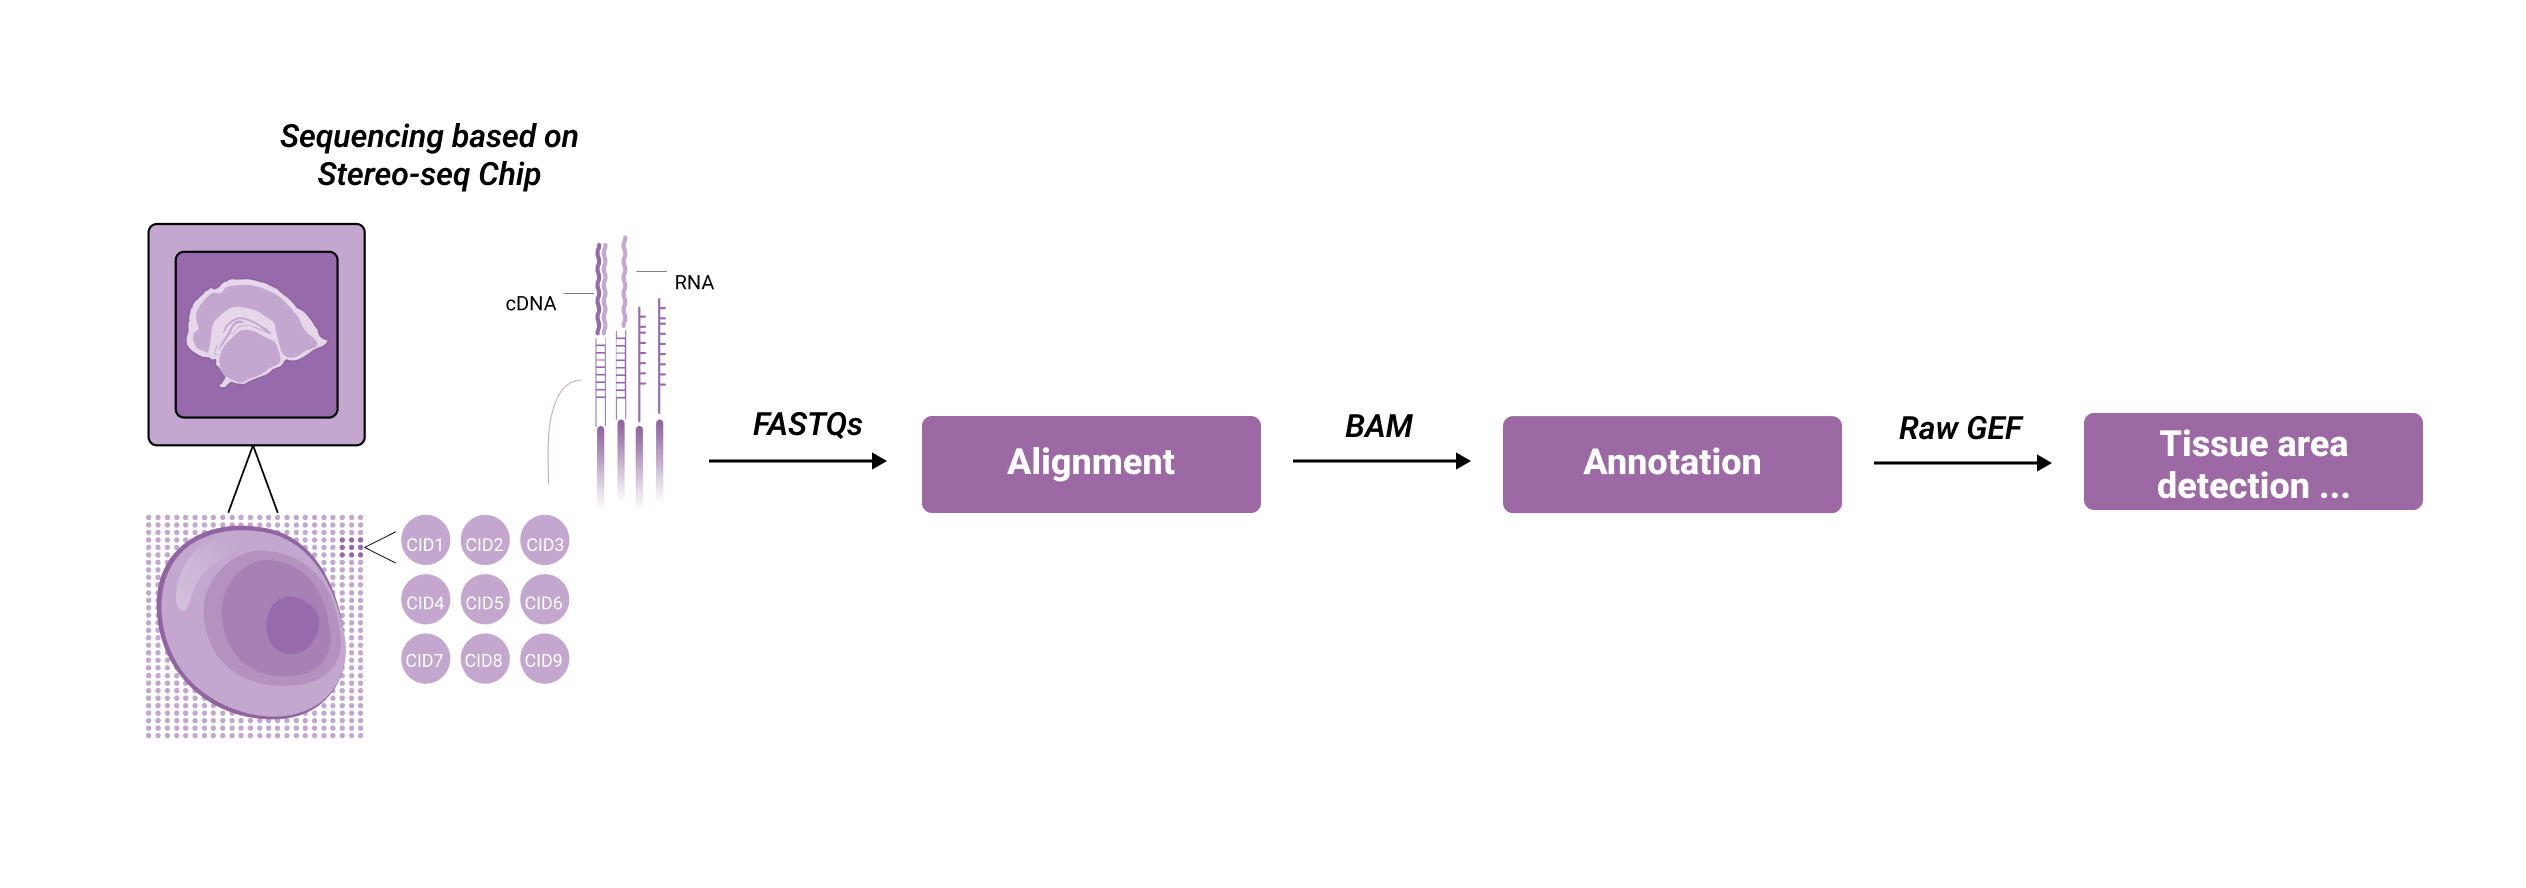 Sequencing based on
Stereo-seq Chip
cDNA
RNA
CID1 CID2 CID3
CID4 CID5 CID6
CID7 CID8 CID9
FASTQs
Alignment
BAM
Annotation
Raw GEF
Tissue area
detection ...